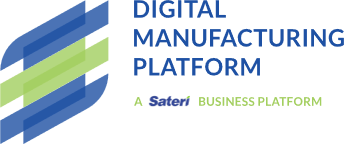 DIGITAL
MANUFACTURING
PLATFORM
A Sateri BUSINESS PLATFORM